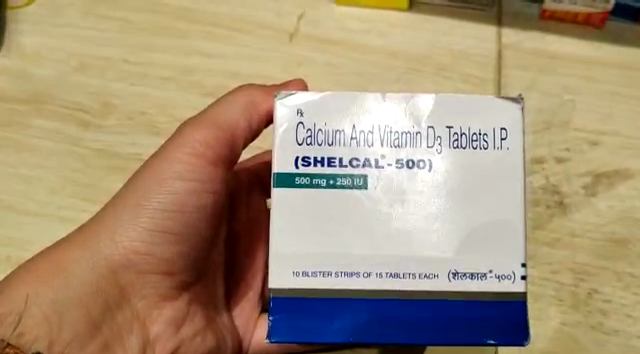 Rx
Calcium And Vitamin D3 Tablets I.P.
(SHELCAL®-500)
500 mg + 250 IU
10 BLISTER STRIPS OF 15 TABLETS EACH (शेलकाल®-५००)